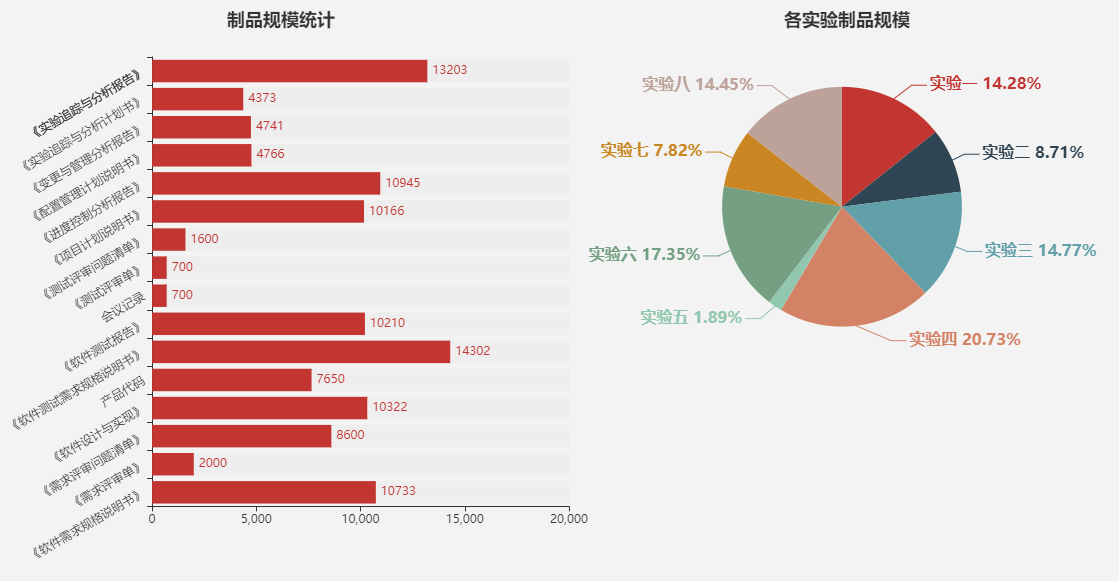 制品规模统计
《实验追踪与分析报告》 13203
《实验追踪与分析计划书》 4373
《变更与管理分析报告》 4741
《配置管理计划说明书》 4766
《进度控制分析报告》 10945
《项目计划说明书》 10166
《测试评审问题清单》 1600
《测试评审单》 700
会议记录 700
《软件测试报告》 10210
《软件测试需求规格说明书》 14302
产品代码 7650
《软件设计与实现》 10322
《需求评审问题清单》 8600
《需求评审单》 2000
《软件需求规格说明书》 10733
0 5,000 10,000 15,000 20,000
各实验制品规模
实验一 14.28%
实验二 8.71%
实验三 14.77%
实验四 20.73%
实验五 1.89%
实验六 17.35%
实验七 7.82%
实验八 14.45%